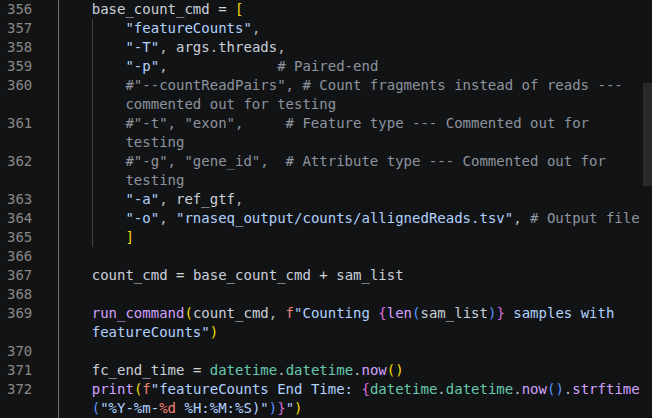 356 base_count_cmd = [
357 "featureCounts",
358 "-T", args.threads,
359 "-p", # Paired-end
360 #"--countReadPairs", # Count fragments instead of reads ---
commented out for testing
361 #"-t", "exon", # Feature type --- Commented out for
testing
362 #"-g", "gene_id", # Attribute type --- Commented out for
testing
363 "-a", ref_gtf,
364 "-o", "rnaseq_output/counts/allignedReads.tsv", # Output file
365 ]
366
367 count_cmd = base_count_cmd + sam_list
368
369 run_command(count_cmd, f"Counting {len(sam_list)} samples with
featureCounts")
370
371 fc_end_time = datetime.datetime.now()
372 print(f"featureCounts End Time: {datetime.datetime.now().strftime
("%Y-%m-%d %H:%M:%S)")}")